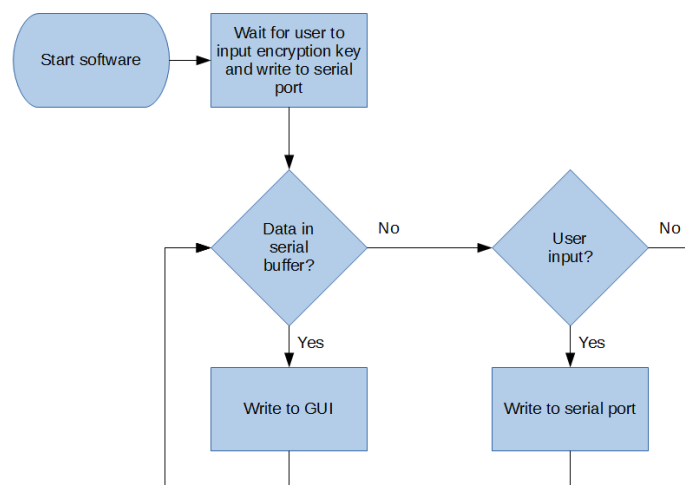 Start software
Wait for user to
input encryption key
and write to serial
port
Data in
serial
buffer?
No
User
input?
No
Yes
Yes
Write to GUI
Write to serial port